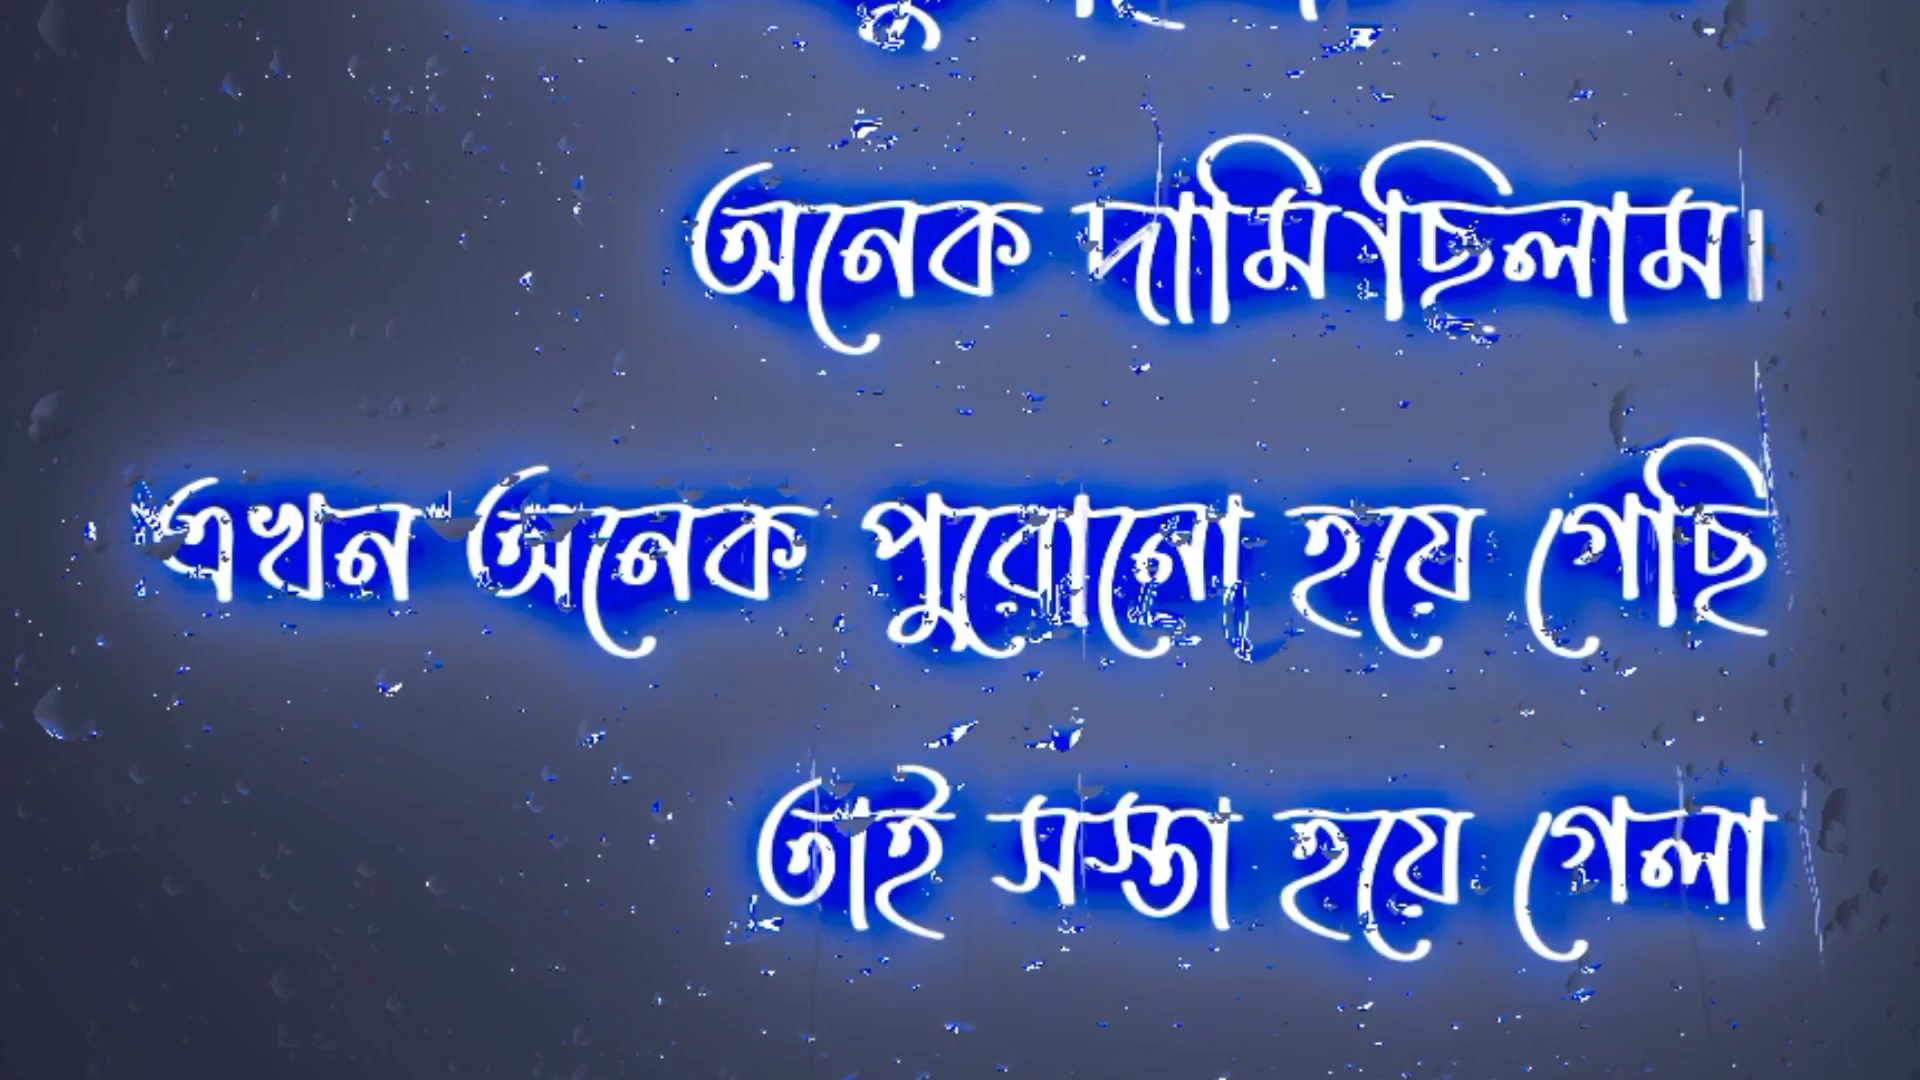 অনেক দামি ছিলাম।
এখন অনেক পুরোনো হয়ে গেছি
তাই সস্তা হয়ে গেলা